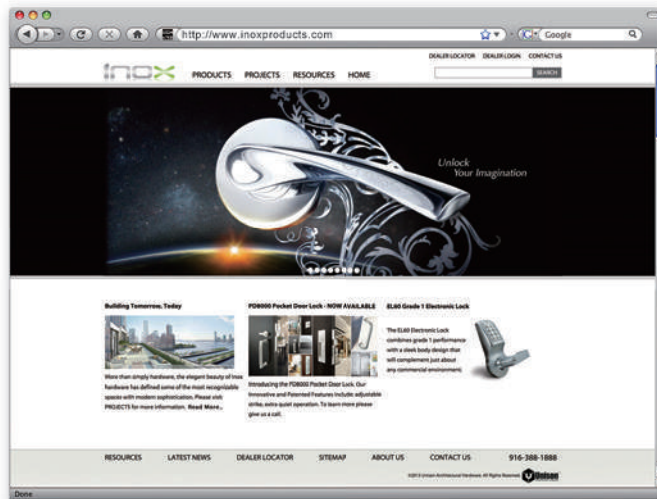 http://www.inoxproducts.com
Google
DEALER LOCATOR DEALER LOGIN CONTACT US
inox PRODUCTS PROJECTS RESOURCES HOME
SEARCH
Unlock
Your Imagination
Building Tomorrow, Today
More than simply hardware, the elegant beauty of Inox
hardware has defined some of the most recognizable
spaces with modern sophistication. Please visit
PROJECTS for more information. Read More..
PD8000 Pocket Door Lock - NOW AVAILABLE
Introducing the PD8000 Pocket Door Lock. Our
Innovative and Patented Features include: adjustable
strike, extra quiet operation. To learn more please
give us a call.
EL60 Grade 1 Electronic Lock
The EL60 Electronic Lock
combines grade 1 performance
with a sleek body design that
will complement just about
any commercial environment.
RESOURCES LATEST NEWS DEALER LOCATOR SITEMAP ABOUT US CONTACT US 916-388-1888
Unison Architectural Hardware. All Rights Reserved. Unison
Done